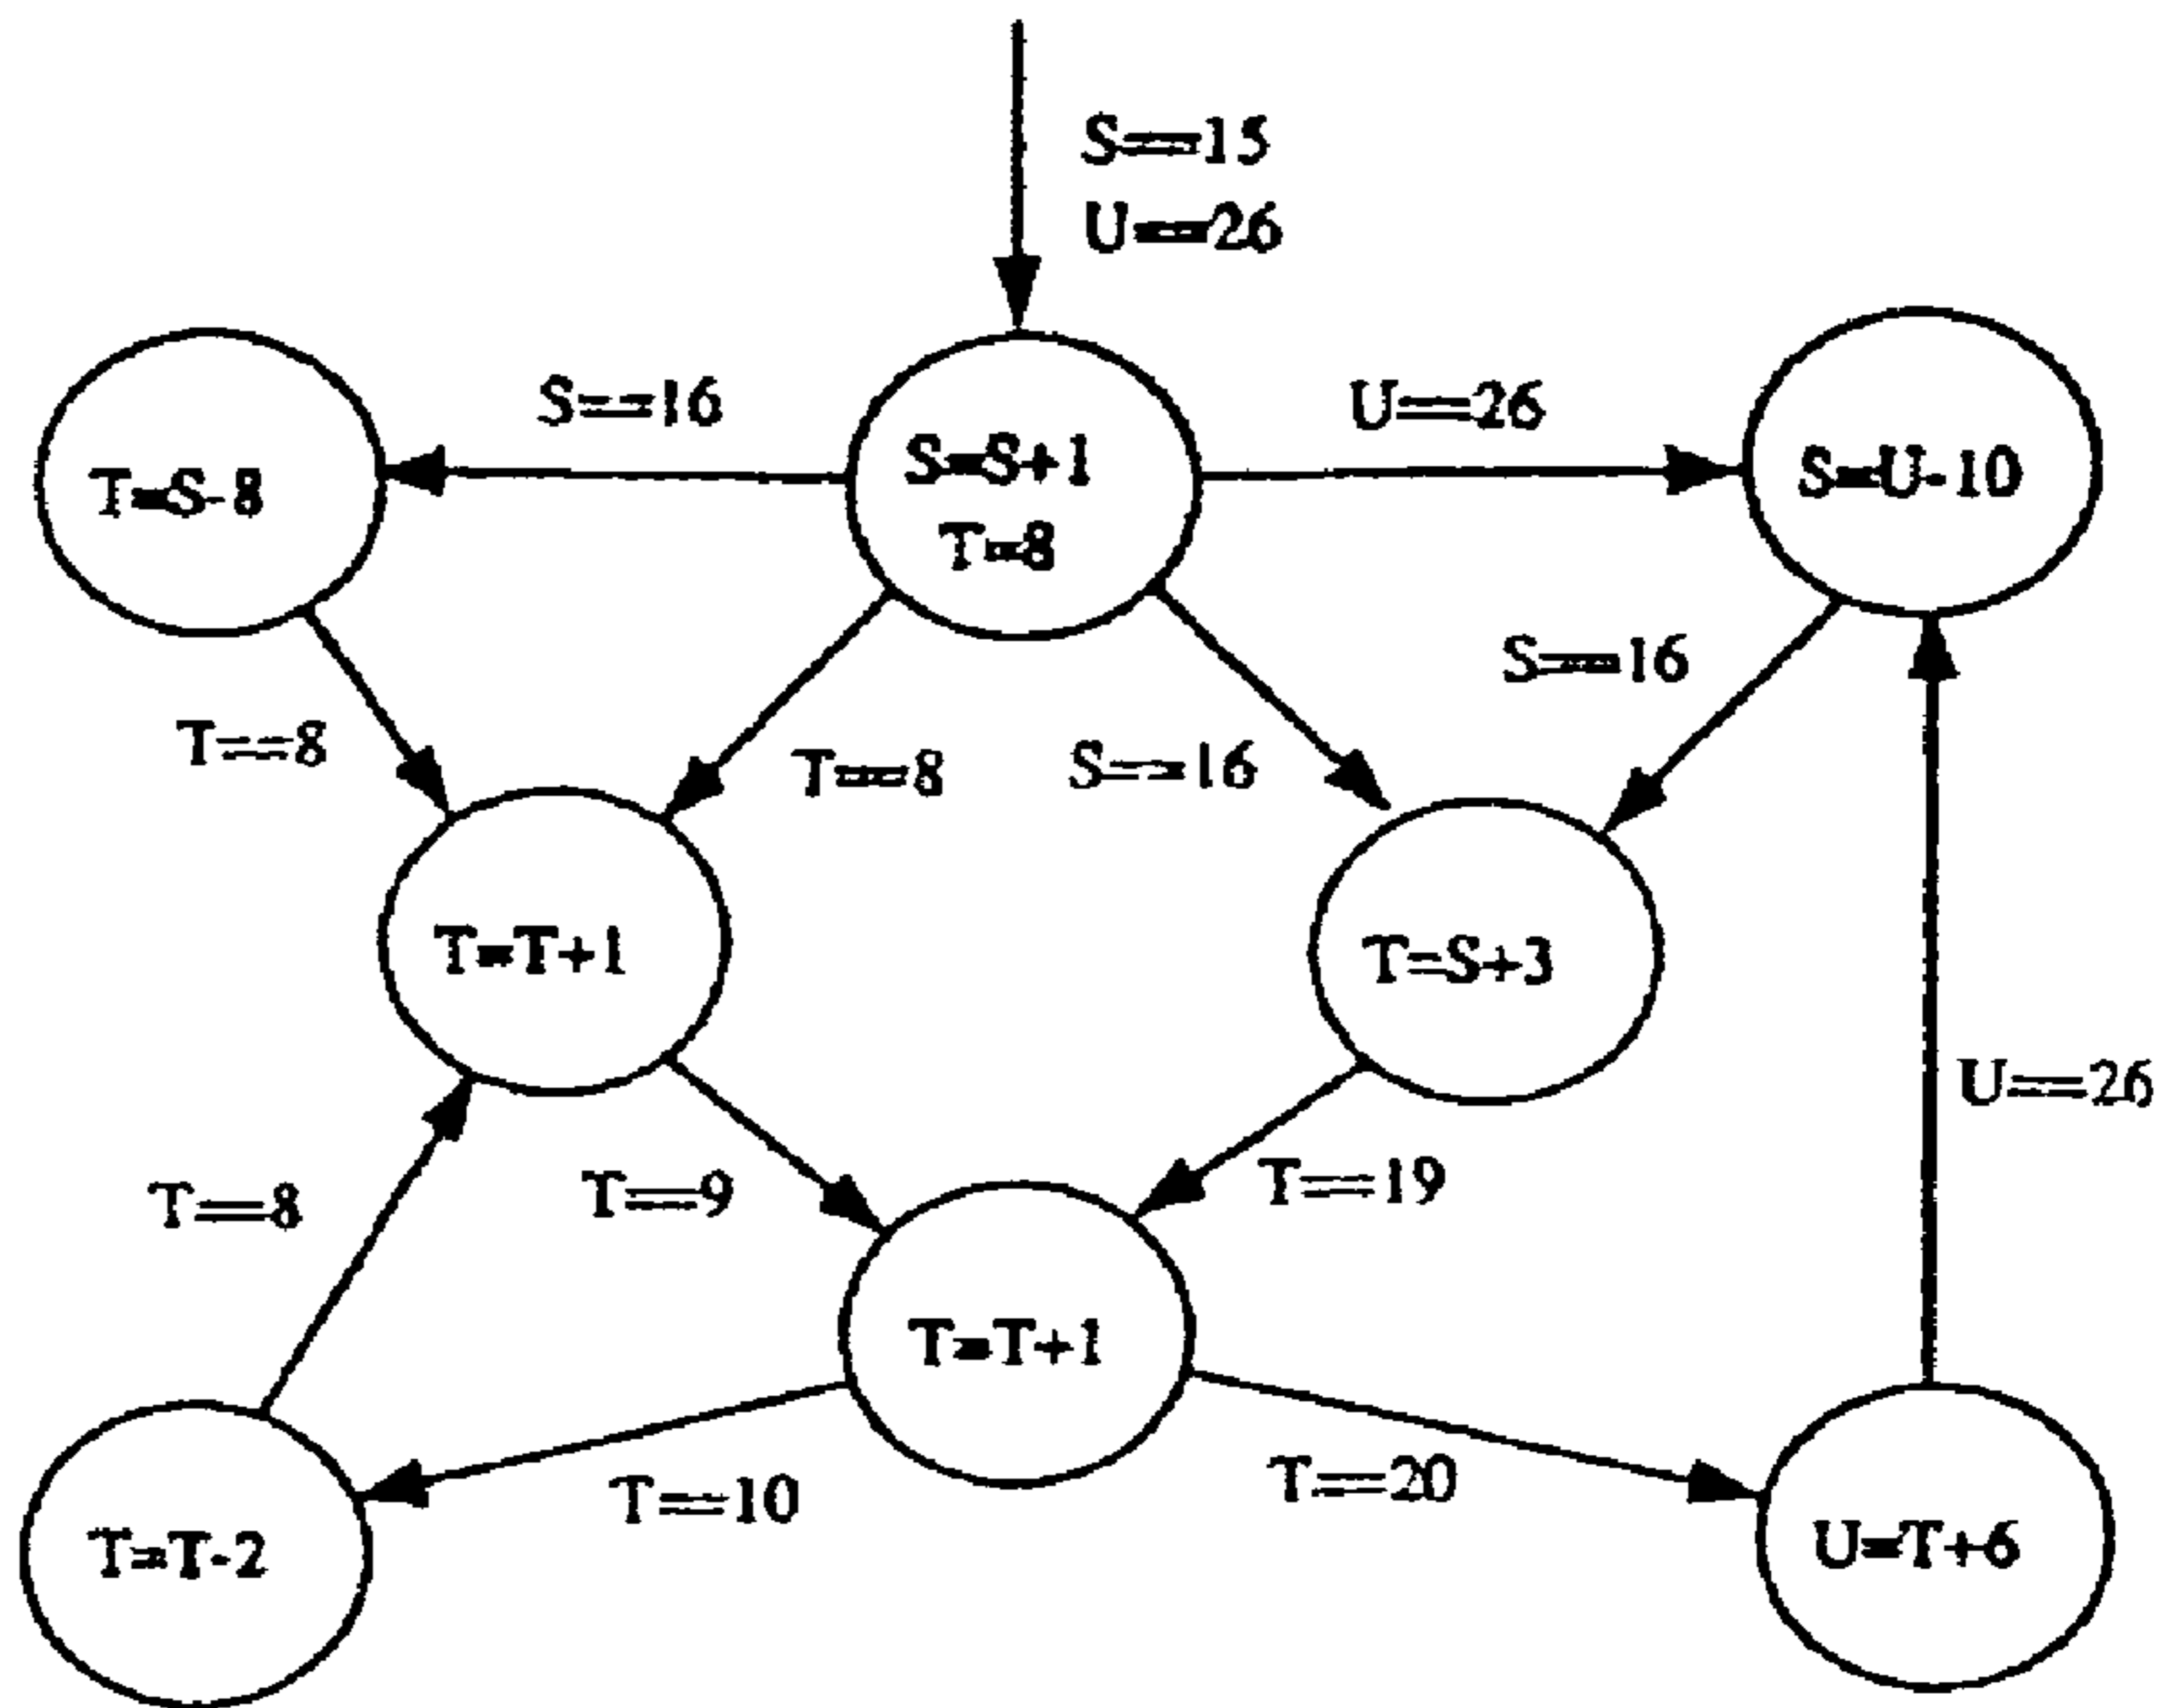 S==15
U==26
S==16
U==26
T=S-8
S=S+1
T=8
S=U-10
S==16
T==8
T==8
S==16
T=T+1
T=S+3
U==26
T==8
T==9
T==19
T=T+1
T==10
T==20
T=T-2
U=T+6